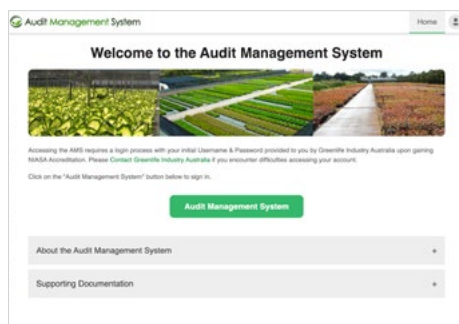 Audit Management System
Home
Welcome to the Audit Management System
Accessing the AMS requires a login process with your initial Username & Password provided to you by Greenlife Industry Australia upon gaining
NIASA Accreditation. Please Contact Greenlife Industry Australia if you encounter difficulties accessing your account.
Click on the "Audit Management System" button below to sign in.
Audit Management System
About the Audit Management System
+
Supporting Documentation
+